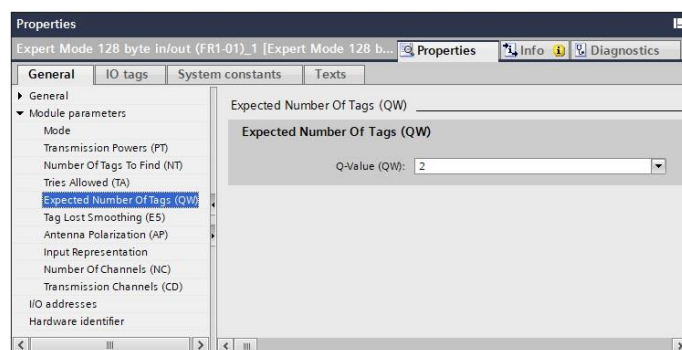 Properties
Expert Mode 128 byte in/out (FR1-01)_1 [Expert Mode 128 b...
Properties
Info
Diagnostics
General
IO tags
System constants
Texts
General
Module parameters
Mode
Transmission Powers (PT)
Number Of Tags To Find (NT)
Tries Allowed (TA)
Expected Number Of Tags (QW)
Tag Lost Smoothing (E5)
Antenna Polarization (AP)
Input Representation
Number Of Channels (NC)
Transmission Channels (CD)
I/O addresses
Hardware identifier
Expected Number Of Tags (QW)
Expected Number Of Tags (QW)
Q-Value (QW): 2